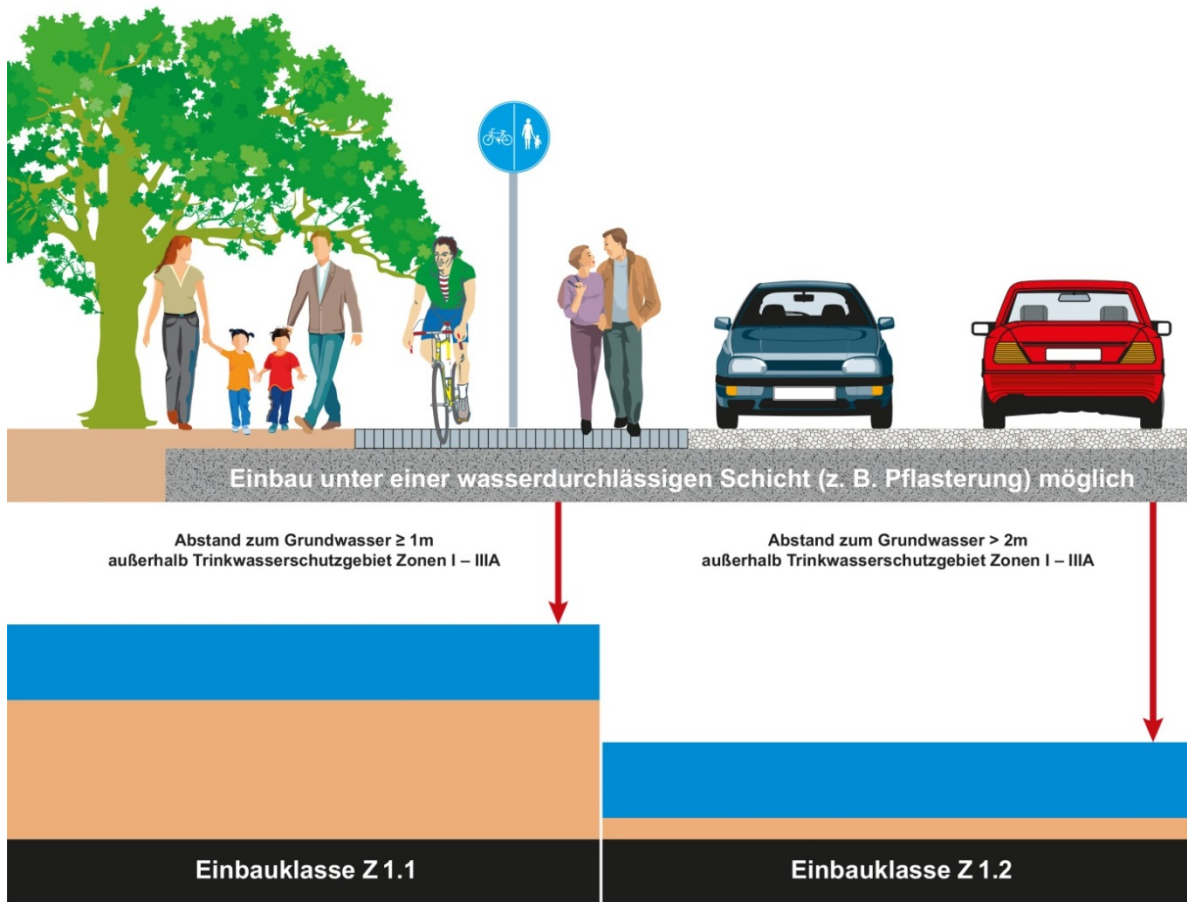 Einbau unter einer wasserdurchlässigen Schicht (z. B. Pflasterung) möglich
Abstand zum Grundwasser ≥ 1m
außerhalb Trinkwasserschutzgebiet Zonen I – IIIA
Abstand zum Grundwasser > 2m
außerhalb Trinkwasserschutzgebiet Zonen I – IIIA
Einbauklasse Z 1.1
Einbauklasse Z 1.2